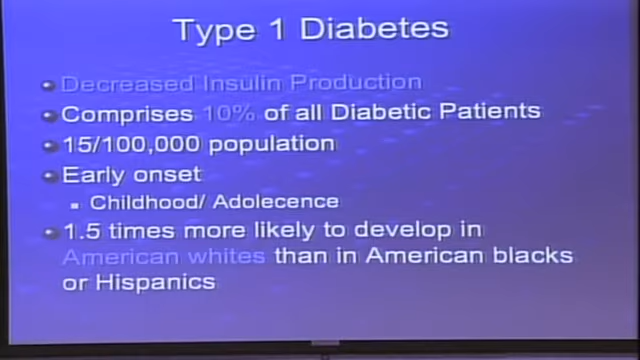 Type 1 Diabetes
Decreased Insulin Production
Comprises 10% of all Diabetic Patients
15/100,000 population
Early onset
Childhood/ Adolecence
1.5 times more likely to develop in
American whites than in American blacks
or Hispanics